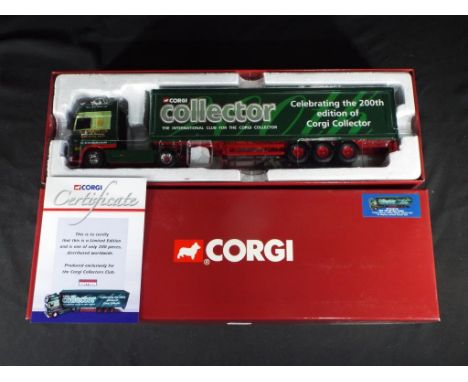 CORGI
collector
THE INTERNATIONAL CLUB FOR THE CORGI COLLECTOR
Celebrating the 200th
edition of
Corgi Collector
CORGI
Certificate
This is to certify
that this is a Limited Edition
and is one of only 200 pieces,
distributed worldwide.
Produced exclusively for
the Corgi Collectors Club.
collector
CORGI